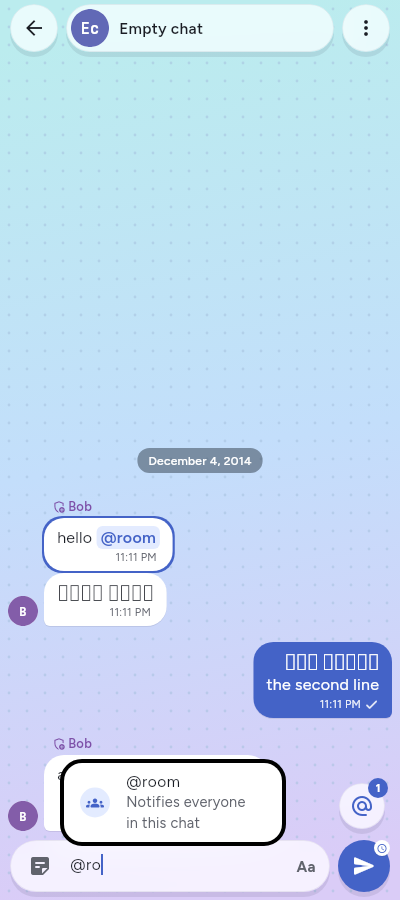 Ec Empty chat
December 4, 2014
Bob
hello @room
11:11 PM
B
11:11 PM
the second line
11:11 PM
Bob
B
@room
Notifies everyone
in this chat
1
@ro
Aa